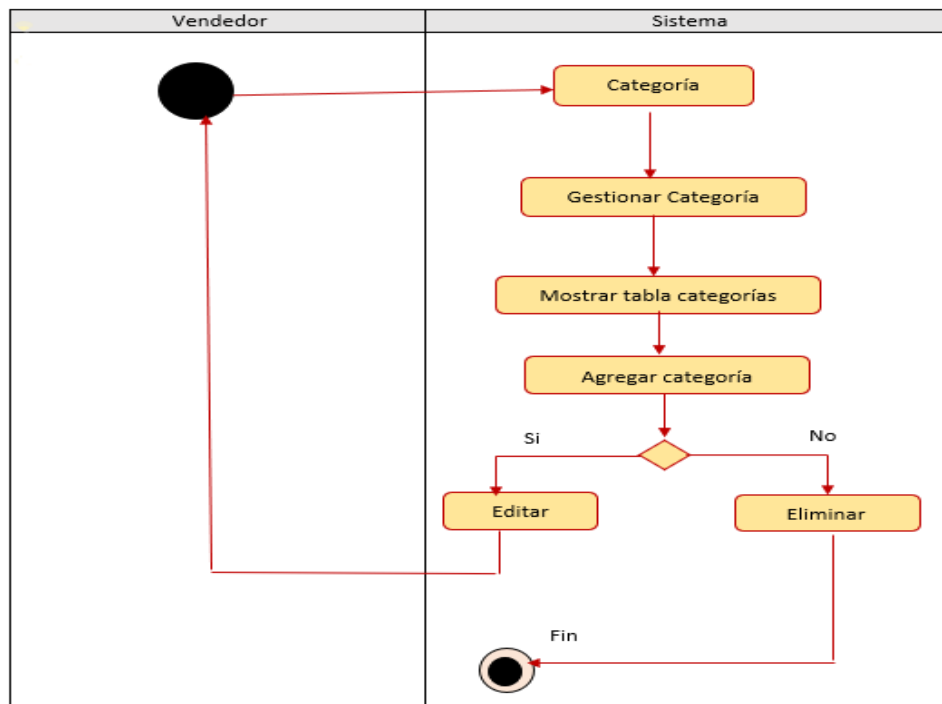 Vendedor
Sistema
Categoría
Gestionar Categoría
Mostrar tabla categorías
Agregar categoría
Si
No
Editar
Eliminar
Fin